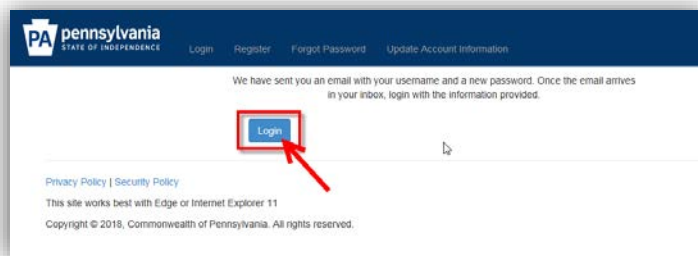 PA pennsylvania
STATE OF INDEPENDENCE
Login Register Forgot Password Update Account Information
We have sent you an email with your username and a new password. Once the email arrives
in your inbox, login with the information provided.
Login
Privacy Policy | Security Policy
This site works best with Edge or Internet Explorer 11
Copyright © 2018, Commonwealth of Pennsylvania. All rights reserved.